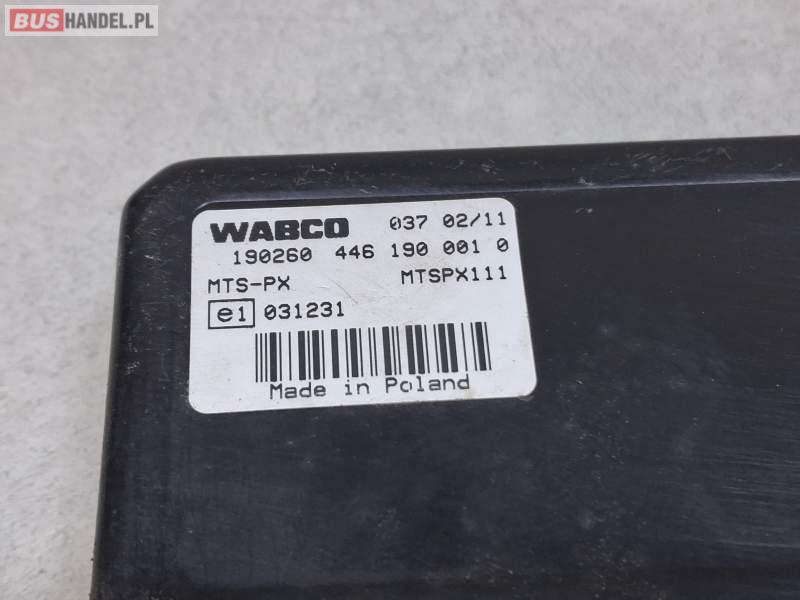 BUSHANDEL.PL
WABCO 037 02/11
190260 446 190 001 0
MTS-PX MTSPX111
e1 031231
Made in Poland